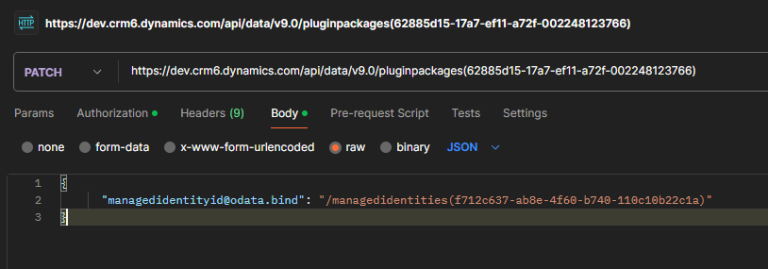 HTTP https://dev.crm6.dynamics.com/api/data/v9.0/pluginpackages(62885d15-17a7-ef11-a72f-002248123766)
PATCH https://dev.crm6.dynamics.com/api/data/v9.0/pluginpackages(62885d15-17a7-ef11-a72f-002248123766)
Params Authorization Headers (9) Body Pre-request Script Tests Settings
none form-data x-www-form-urlencoded raw binary JSON
1 {
2 "managedidentityid@odata.bind": "/managedidentities(f712c637-ab8e-4f60-b740-110c10b22c1a)"
3 }